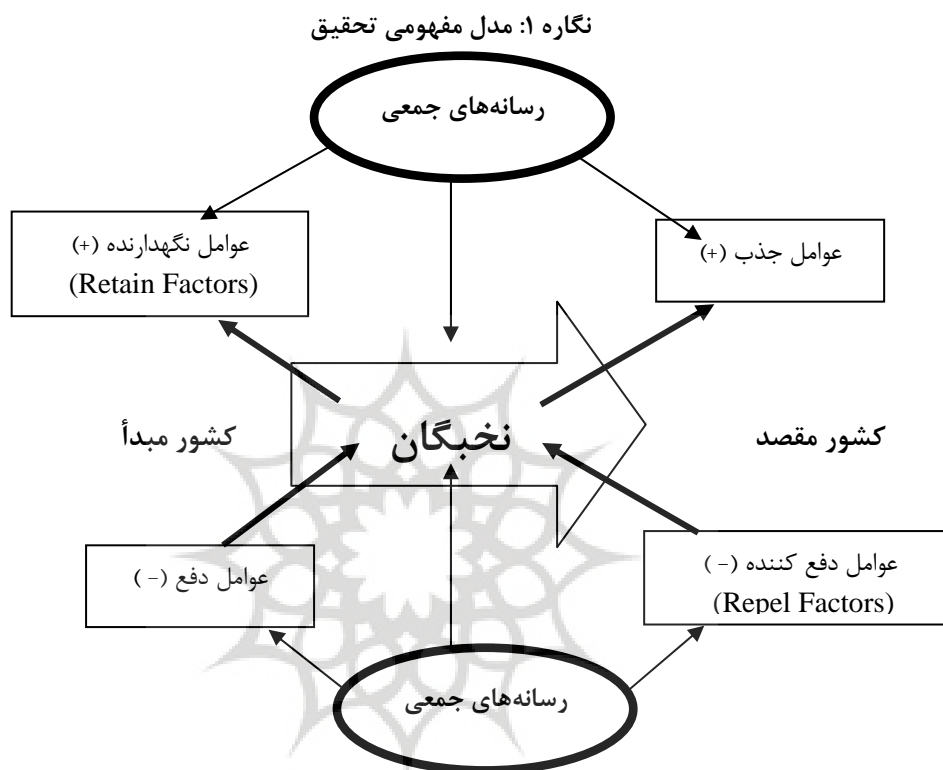 نگاره ۱: مدل مفهومی تحقیق
رسانه‌های جمعی
عوامل جذب (+)
عوامل نگهدارنده (+)
(Retain Factors)
کشور مقصد
نخبگان
کشور مبدأ
عوامل دفع کننده (- )
(Repel Factors)
عوامل دفع (- )
رسانه‌های جمعی